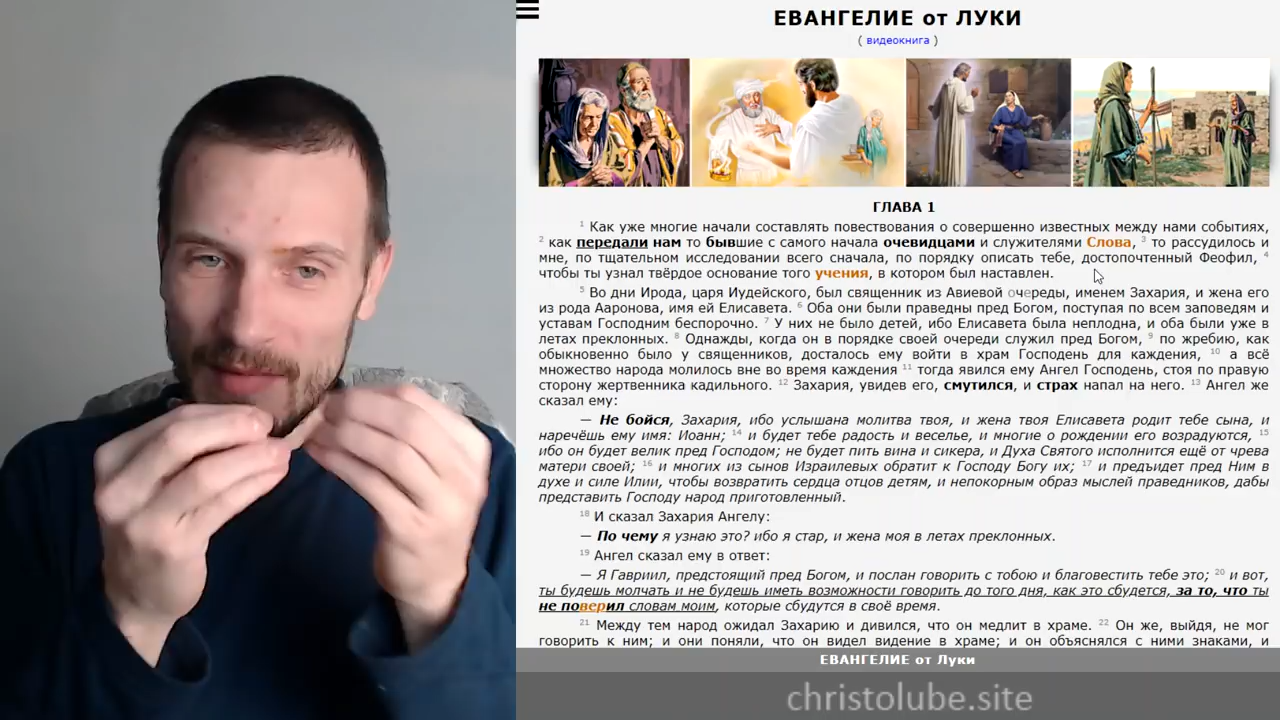 ЕВАНГЕЛИЕ от ЛУКИ
( видеокнига )
ГЛАВА 1
1 Как уже многие начали составлять повествования о совершенно известных между нами событиях,
2 как передали нам то бывшие с самого начала очевидцами и служителями Слова, 3 то рассудилось и
мне, по тщательном исследовании всего сначала, по порядку описать тебе, достопочтенный Феофил, 4
чтобы ты узнал твёрдое основание того учения, в котором был наставлен.
5 Во дни Ирода, царя Иудейского, был священник из Авиевой очереды, именем Захария, и жена его
из рода Ааронова, имя ей Елисавета. 6 Оба они были праведны пред Богом, поступая по всем заповедям и
уставам Господним беспорочно. 7 У них не было детей, ибо Елисавета была неплодна, и оба были уже в
летах преклонных. 8 Однажды, когда он в порядке своей очереди служил пред Богом, 9 по жребию, как
обыкновенно было у священников, досталось ему войти в храм Господень для каждения, 10 а всё
множество народа молилось вне во время каждения 11 тогда явился ему Ангел Господень, стоя по правую
сторону жертвенника кадильного. 12 Захария, увидев его, смутился, и страх напал на него. 13 Ангел же
сказал ему:
— Не бойся, Захария, ибо услышана молитва твоя, и жена твоя Елисавета родит тебе сына, и
наречёшь ему имя: Иоанн; 14 и будет тебе радость и веселье, и многие о рождении его возрадуются, 15
ибо он будет велик пред Господом; не будет пить вина и сикера, и Духа Святого исполнится ещё от чрева
матери своей; 16 и многих из сынов Израилевых обратит к Господу Богу их; 17 и предъидет пред Ним в
духе и силе Илии, чтобы возвратить сердца отцов детям, и непокорным образ мыслей праведников, дабы
представить Господу народ приготовленный.
18 И сказал Захария Ангелу:
— По чему я узнаю это? ибо я стар, и жена моя в летах преклонных.
19 Ангел сказал ему в ответ:
— Я Гавриил, предстоящий пред Богом, и послан говорить с тобою и благовестить тебе это; 20 и вот,
ты будешь молчать и не будешь иметь возможности говорить до того дня, как это сбудется, за то, что ты
не поверил словам моим, которые сбудутся в своё время.
21 Между тем народ ожидал Захарию и дивился, что он медлит в храме. 22 Он же, выйдя, не мог
говорить к ним; и они поняли, что он видел видение в храме; и он объяснялся с ними знаками, и
ЕВАНГЕЛИЕ от Луки
christolube.site